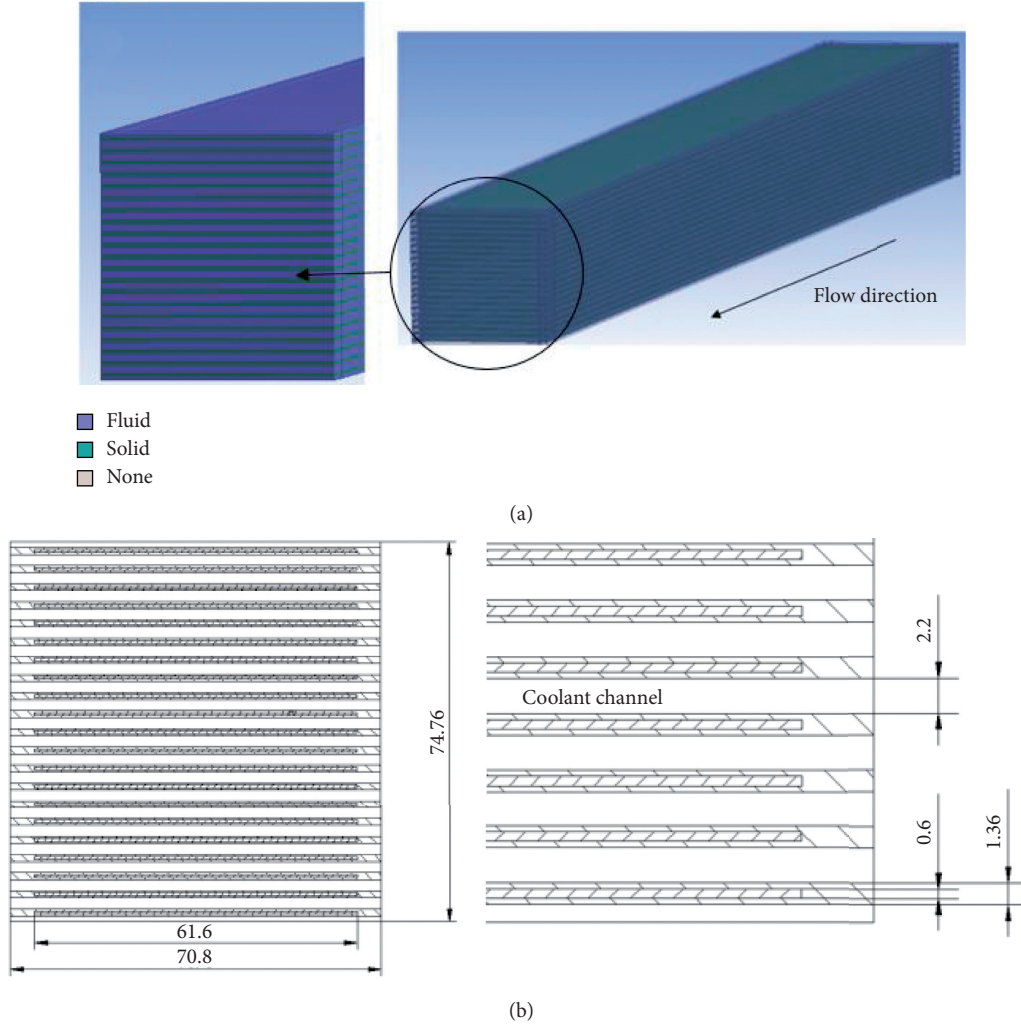 Flow direction
Fluid
Solid
None
(a)
74.76
61.6
70.8
2.2
Coolant channel
0.6
1.36
(b)